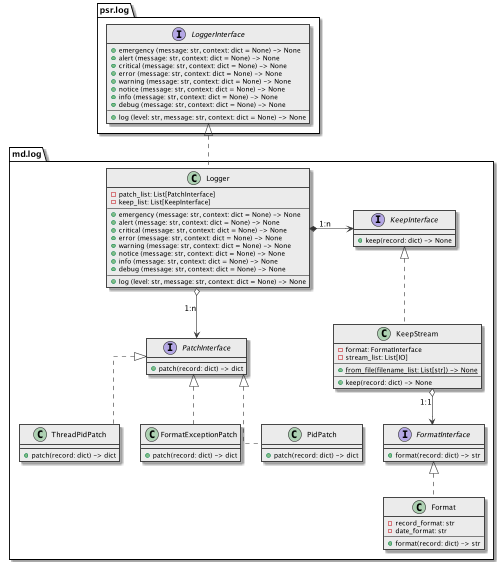 psr.log
I LoggerInterface
emergency (message: str, context: dict = None) -> None
alert (message: str, context: dict = None) -> None
critical (message: str, context: dict = None) -> None
error (message: str, context: dict = None) -> None
warning (message: str, context: dict = None) -> None
notice (message: str, context: dict = None) -> None
info (message: str, context: dict = None) -> None
debug (message: str, context: dict = None) -> None
log (level: str, message: str, context: dict = None) -> None
md.log
C Logger
patch_list: List[PatchInterface]
keep_list: List[KeepInterface]
emergency (message: str, context: dict = None) -> None
alert (message: str, context: dict = None) -> None
critical (message: str, context: dict = None) -> None
error (message: str, context: dict = None) -> None
warning (message: str, context: dict = None) -> None
notice (message: str, context: dict = None) -> None
info (message: str, context: dict = None) -> None
debug (message: str, context: dict = None) -> None
log (level: str, message: str, context: dict = None) -> None
1:n
I KeepInterface
keep(record: dict) -> None
1:n
I PatchInterface
patch(record: dict) -> dict
C KeepStream
format: FormatInterface
stream_list: List[IO]
from_file(filename_list: List[str]) -> None
keep(record: dict) -> None
1:1
C ThreadPidPatch
patch(record: dict) -> dict
C FormatExceptionPatch
patch(record: dict) -> dict
C PidPatch
patch(record: dict) -> dict
I FormatInterface
format(record: dict) -> str
C Format
record_format: str
date_format: str
format(record: dict) -> str